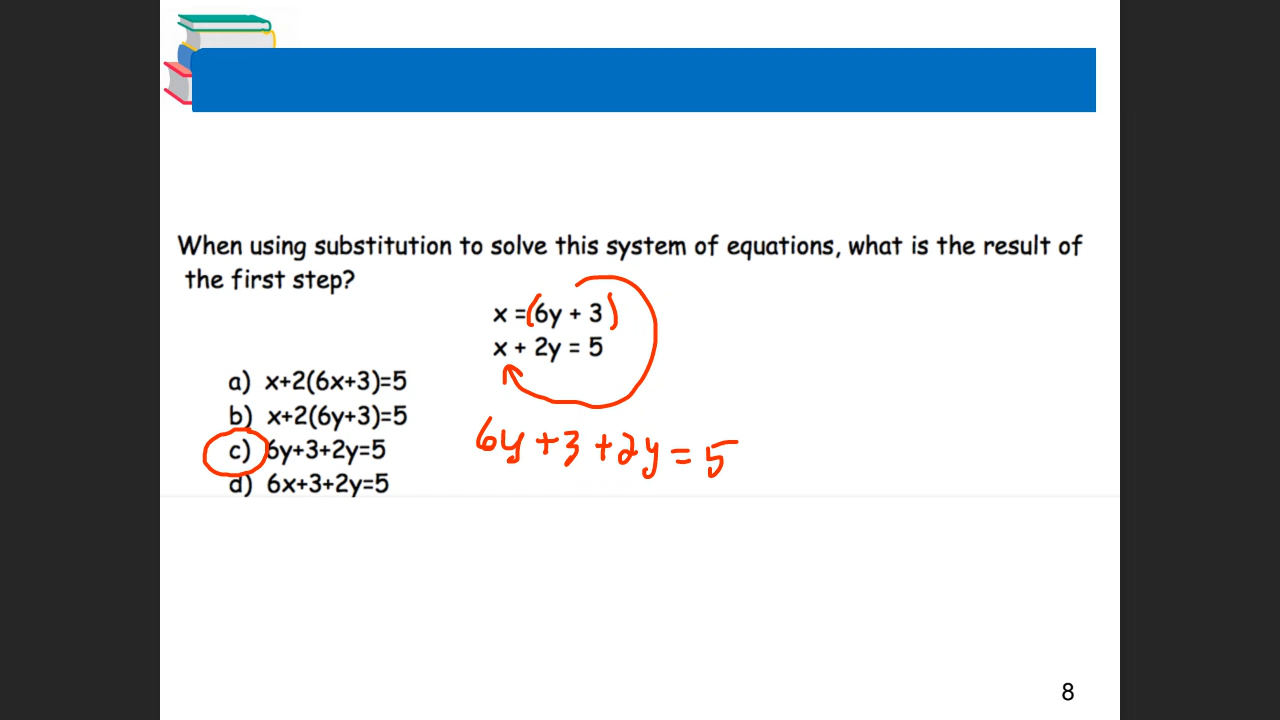 When using substitution to solve this system of equations, what is the result of
the first step?
x =(6y + 3)
x + 2y = 5
a) x+2(6x+3)=5
b) x+2(6y+3)=5
c) 6y+3+2y=5
d) 6x+3+2y=5
6y+3+2y=5
8